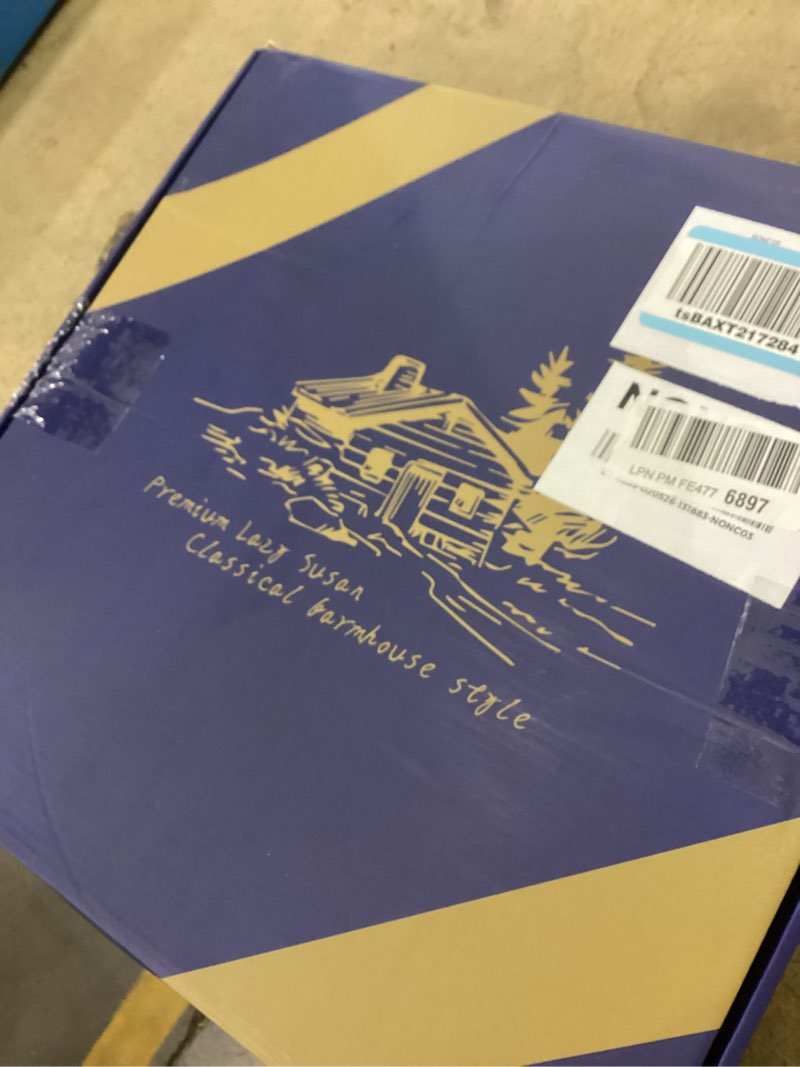 tsBAXT217284
LPN PM FE477 6897
Premium Lazy Susan
Classical farmhouse style